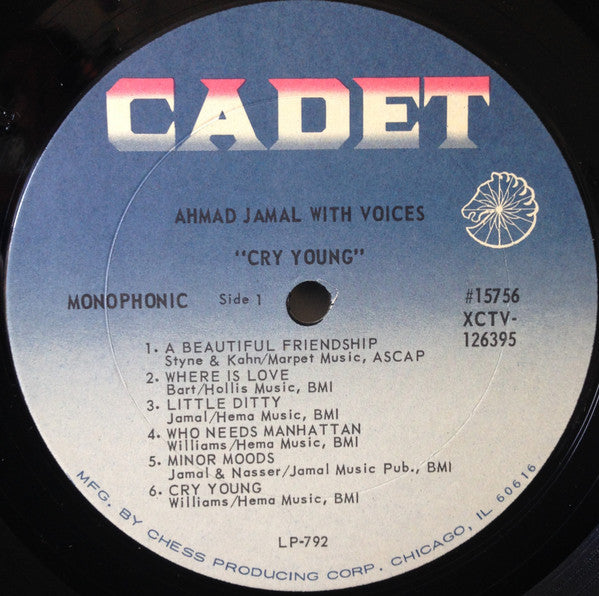 CADET
AHMAD JAMAL WITH VOICES
"CRY YOUNG"
MONOPHONIC Side 1
#15756
XCTV-
126395
1. A BEAUTIFUL FRIENDSHIP
Styne & Kahn/Marpet Music, ASCAP
2. WHERE IS LOVE
Bart/Hollis Music, BMI
3. LITTLE DITTY
Jamal/Hema Music, BMI
4. WHO NEEDS MANHATTAN
Williams/Hema Music, BMI
5. MINOR MOODS
Jamal & Nasser/Jamal Music Pub., BMI
6. CRY YOUNG
Williams/Hema Music, BMI
LP-792
MFG. BY CHESS PRODUCING CORP. CHICAGO, IL 60616